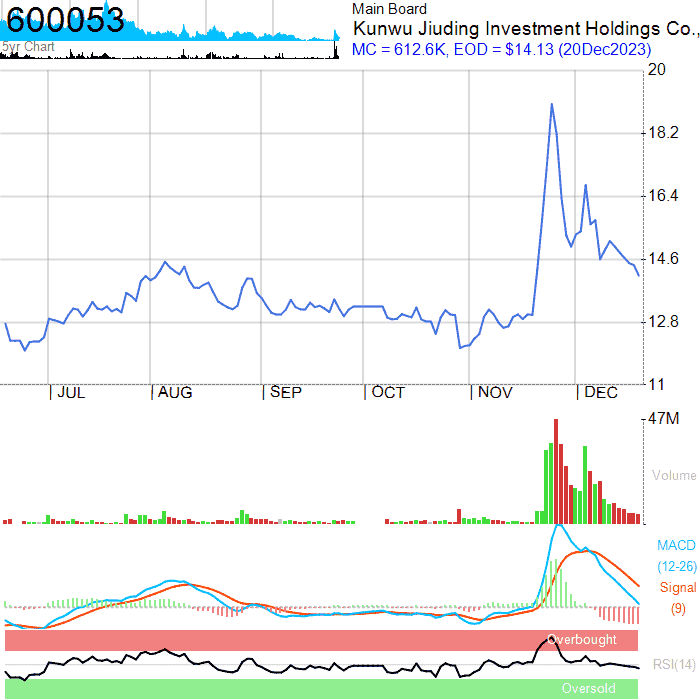 600053
5yr Chart
Main Board
Kunwu Jiuding Investment Holdings Co.,
MC = 612.6K, EOD = $14.13 (20Dec2023)
20
18.2
16.4
14.6
12.8
11
JUL AUG SEP OCT NOV DEC
47M
Volume
MACD
(12-26)
Signal
(9)
Overbought
RSI(14)
Oversold